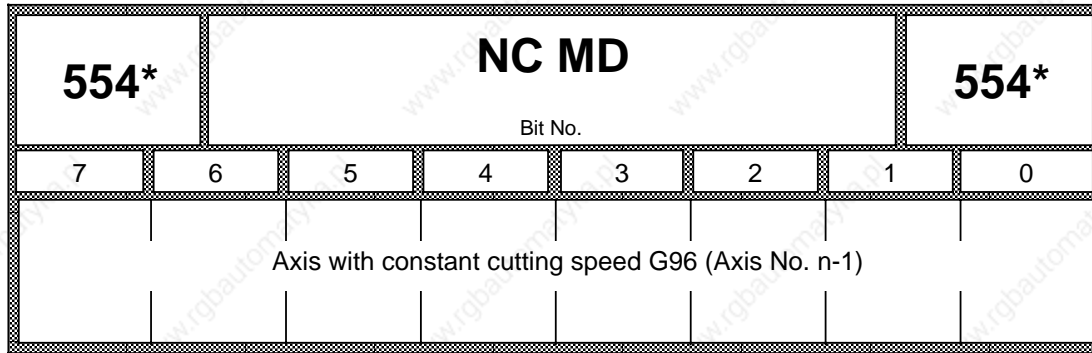 554* NC MD 554*
Bit No.
7 6 5 4 3 2 1 0
Axis with constant cutting speed G96 (Axis No. n-1)